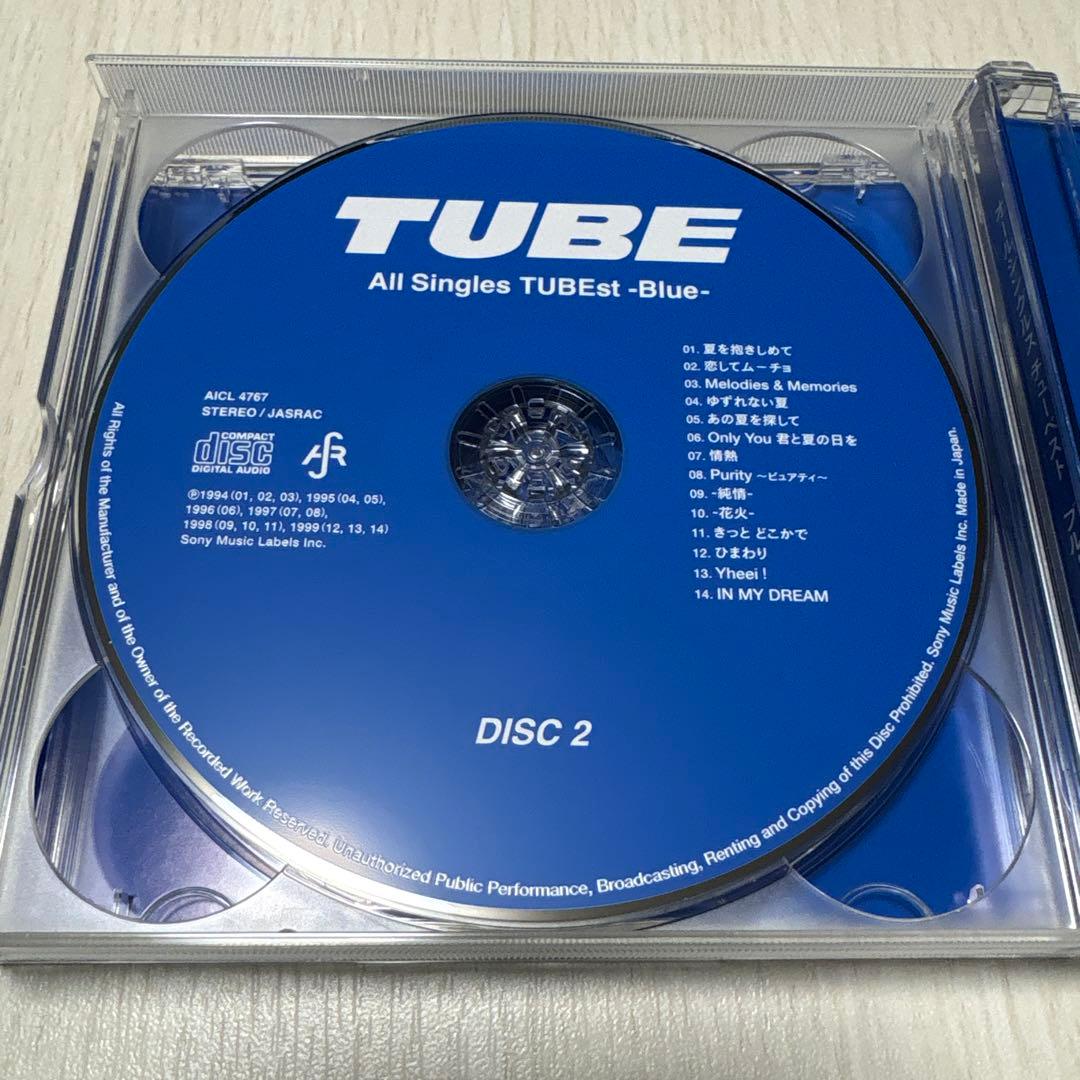 TUBE
All Singles TUBEst -Blue-
01. 夏を抱きしめて
02. 恋してムーチョ
03. Melodies & Memories
04. ゆずれない夏
05. あの夏を探して
06. Only You 君と夏の日を
07. 情熱
08. Purity 〜ピュアティ〜
09. -純情-
10. -花火-
11. きっと どこかで
12. ひまわり
13. Yheei !
14. IN MY DREAM
AICL 4767
STEREO / JASRAC
COMPACT
disc
DIGITAL AUDIO
℗1994 (01, 02, 03), 1995 (04, 05),
1996 (06), 1997 (07, 08),
1998 (09, 10, 11), 1999 (12, 13, 14)
Sony Music Labels Inc.
DISC 2
All Rights of the Manufacturer and of the Owner of the Recorded Work Reserved. Unauthorized Public Performance, Broadcasting, Renting and Copying of this Disc Prohibited. Sony Music Labels Inc. Made in Japan.